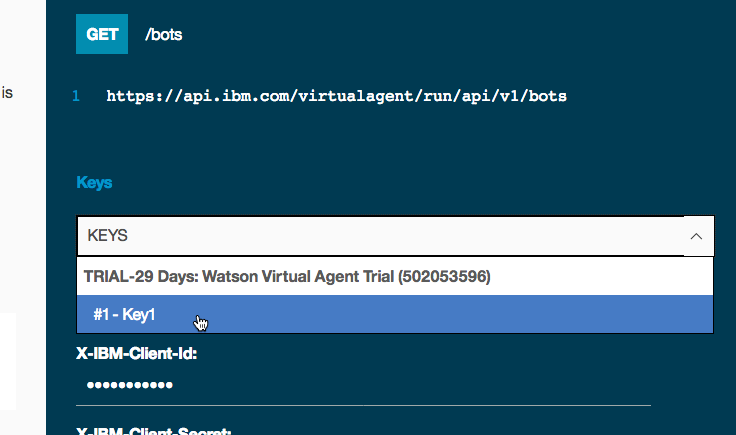 GET /bots
is
1 https://api.ibm.com/virtualagent/run/api/v1/bots
Keys
KEYS
TRIAL-29 Days: Watson Virtual Agent Trial (502053596)
#1 - Key1
X-IBM-Client-Id:
•••••••••••
X-IBM-Client-Secret: